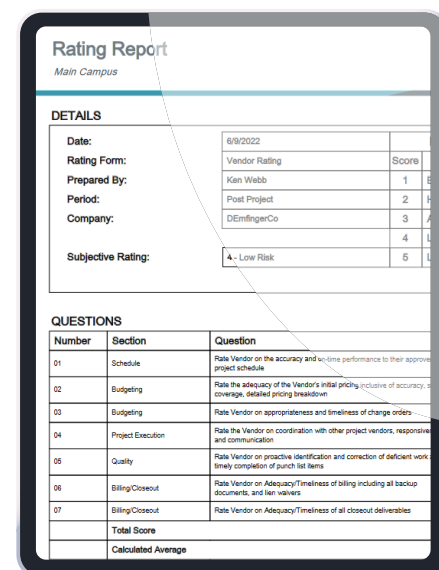 Rating Report
Main Campus
DETAILS
Date: 6/9/2022
Rating Form: Vendor Rating Score
Prepared By: Ken Webb 1
Period: Post Project 2
Company: DEmfingerCo 3
4
Subjective Rating: 4 - Low Risk 5
QUESTIONS
Number Section Question
01 Schedule Rate Vendor on the accuracy and on-time performance to their
project schedule
02 Budgeting Rate the adequacy of the Vendor's initial pricing inclusive of accuracy,
coverage, detailed pricing breakdown
03 Budgeting Rate Vendor on appropriateness and timeliness of change orders
04 Project Execution Rate the Vendor on coordination with other project vendors,
and communication
05 Quality Rate Vendor on proactive identification and correction of deficient work
timely completion of punch list items
06 Billing/Closeout Rate Vendor on Adequacy/Timeliness of billing including all backup
documents, and lien waivers
07 Billing/Closeout Rate Vendor on Adequacy/Timeliness of all closeout deliverables
Total Score
Calculated Average